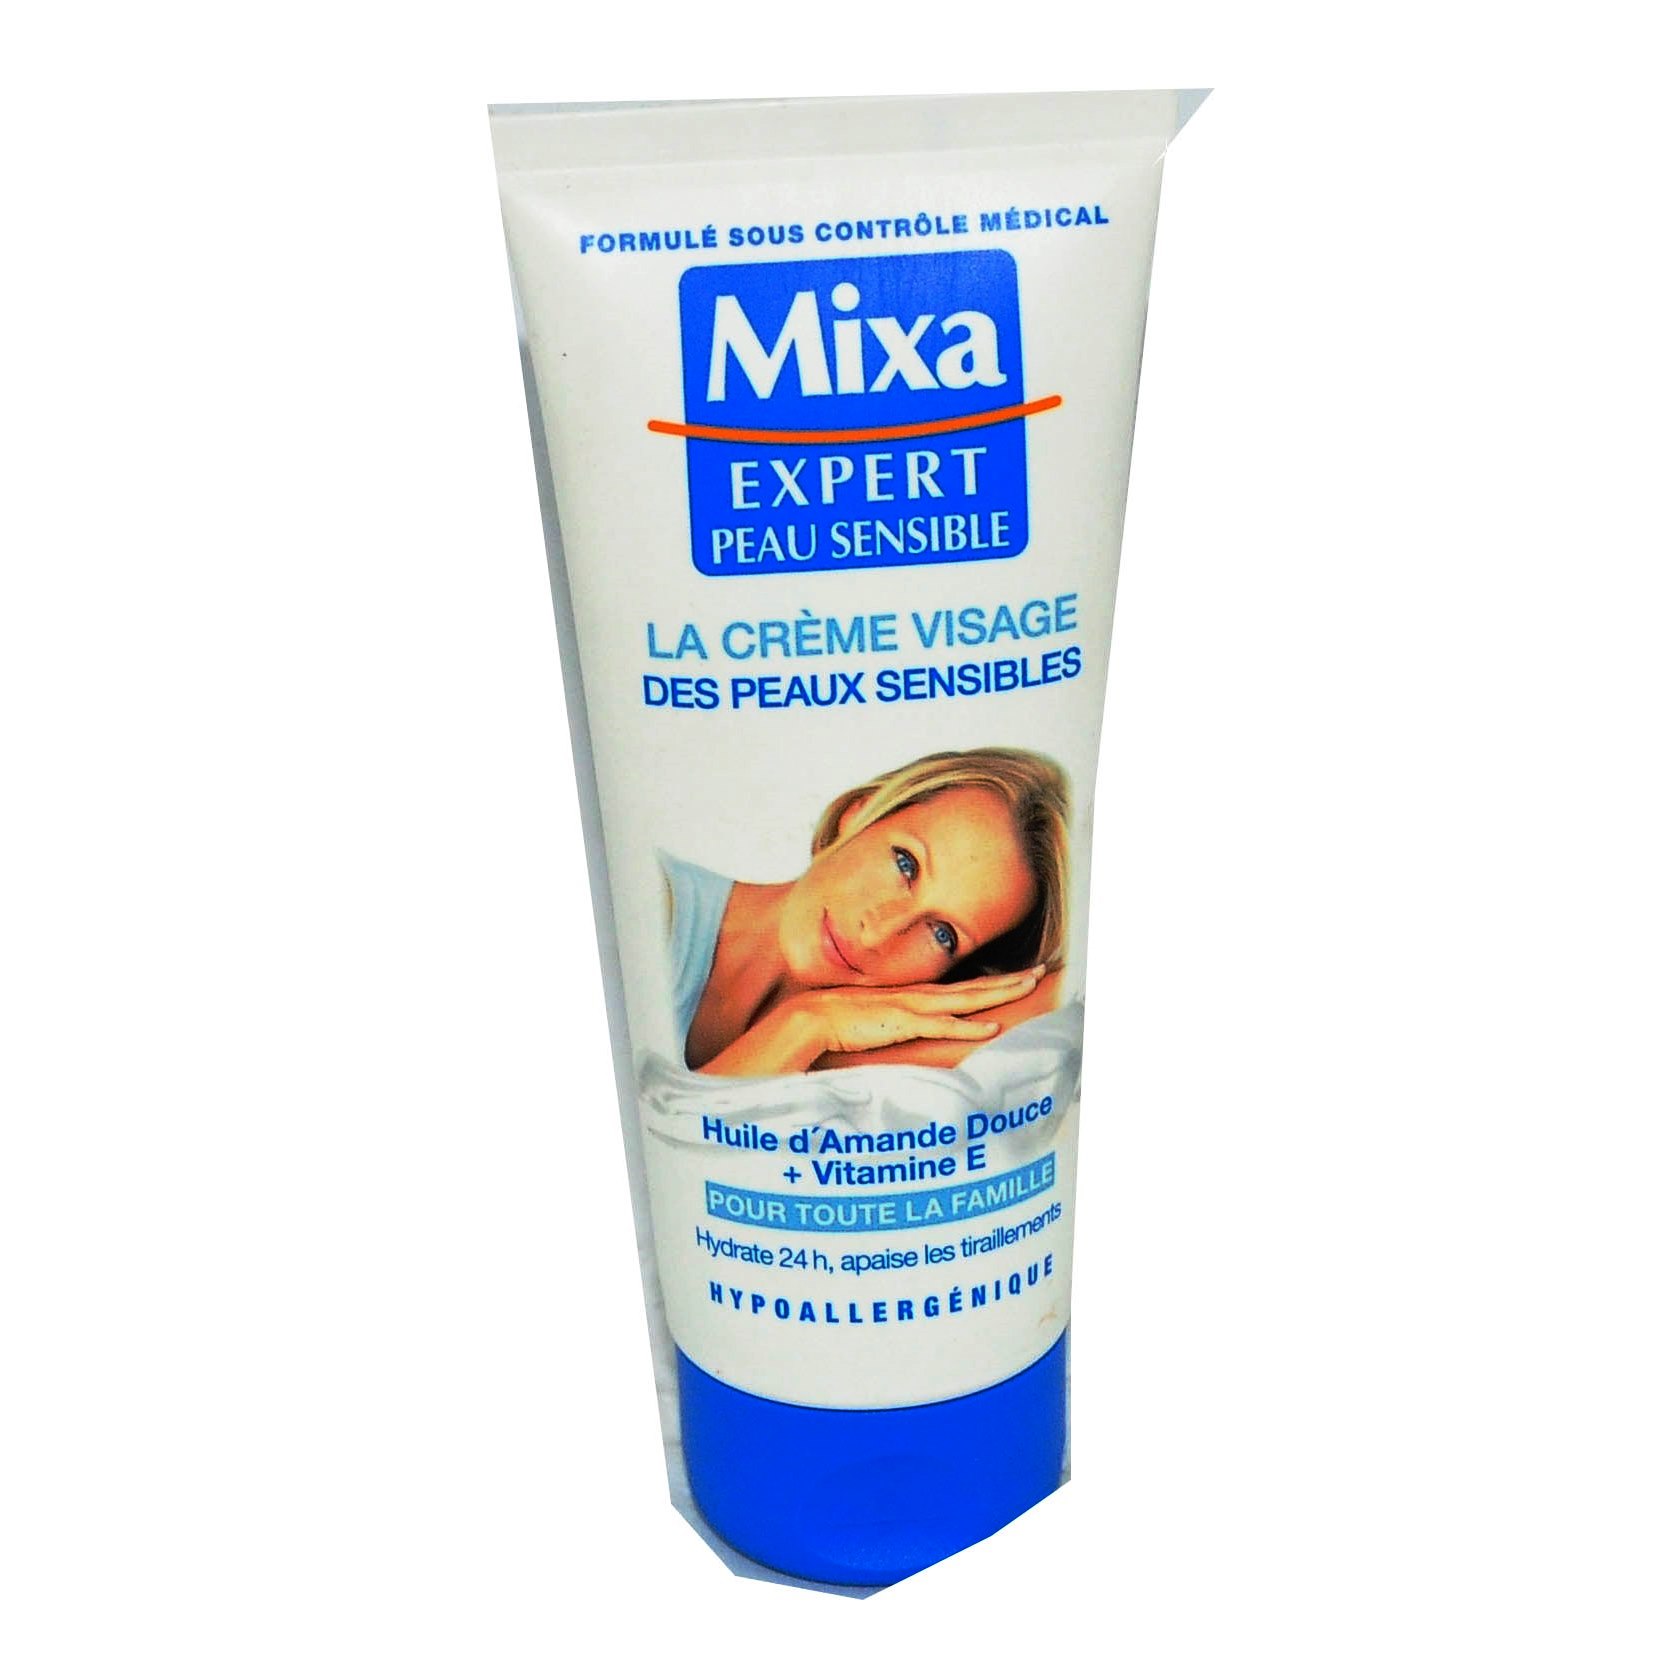 FORMULÉ SOUS CONTRÔLE MÉDICAL
Mixa
EXPERT
PEAU SENSIBLE
LA CRÈME VISAGE
DES PEAUX SENSIBLES
Huile d'Amande Douce
+ Vitamine E
POUR TOUTE LA FAMILLE
Hydrate 24h, apaise les tiraillements
HYPOALLERGÉNIQUE